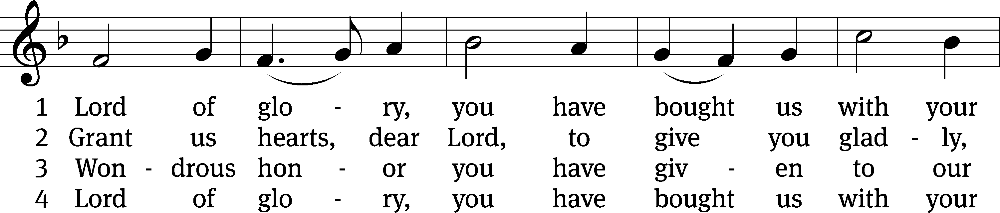 1 Lord of glo - ry, you have bought us with your
2 Grant us hearts, dear Lord, to give you glad - ly,
3 Won - drous hon - or you have giv - en to our
4 Lord of glo - ry, you have bought us with your